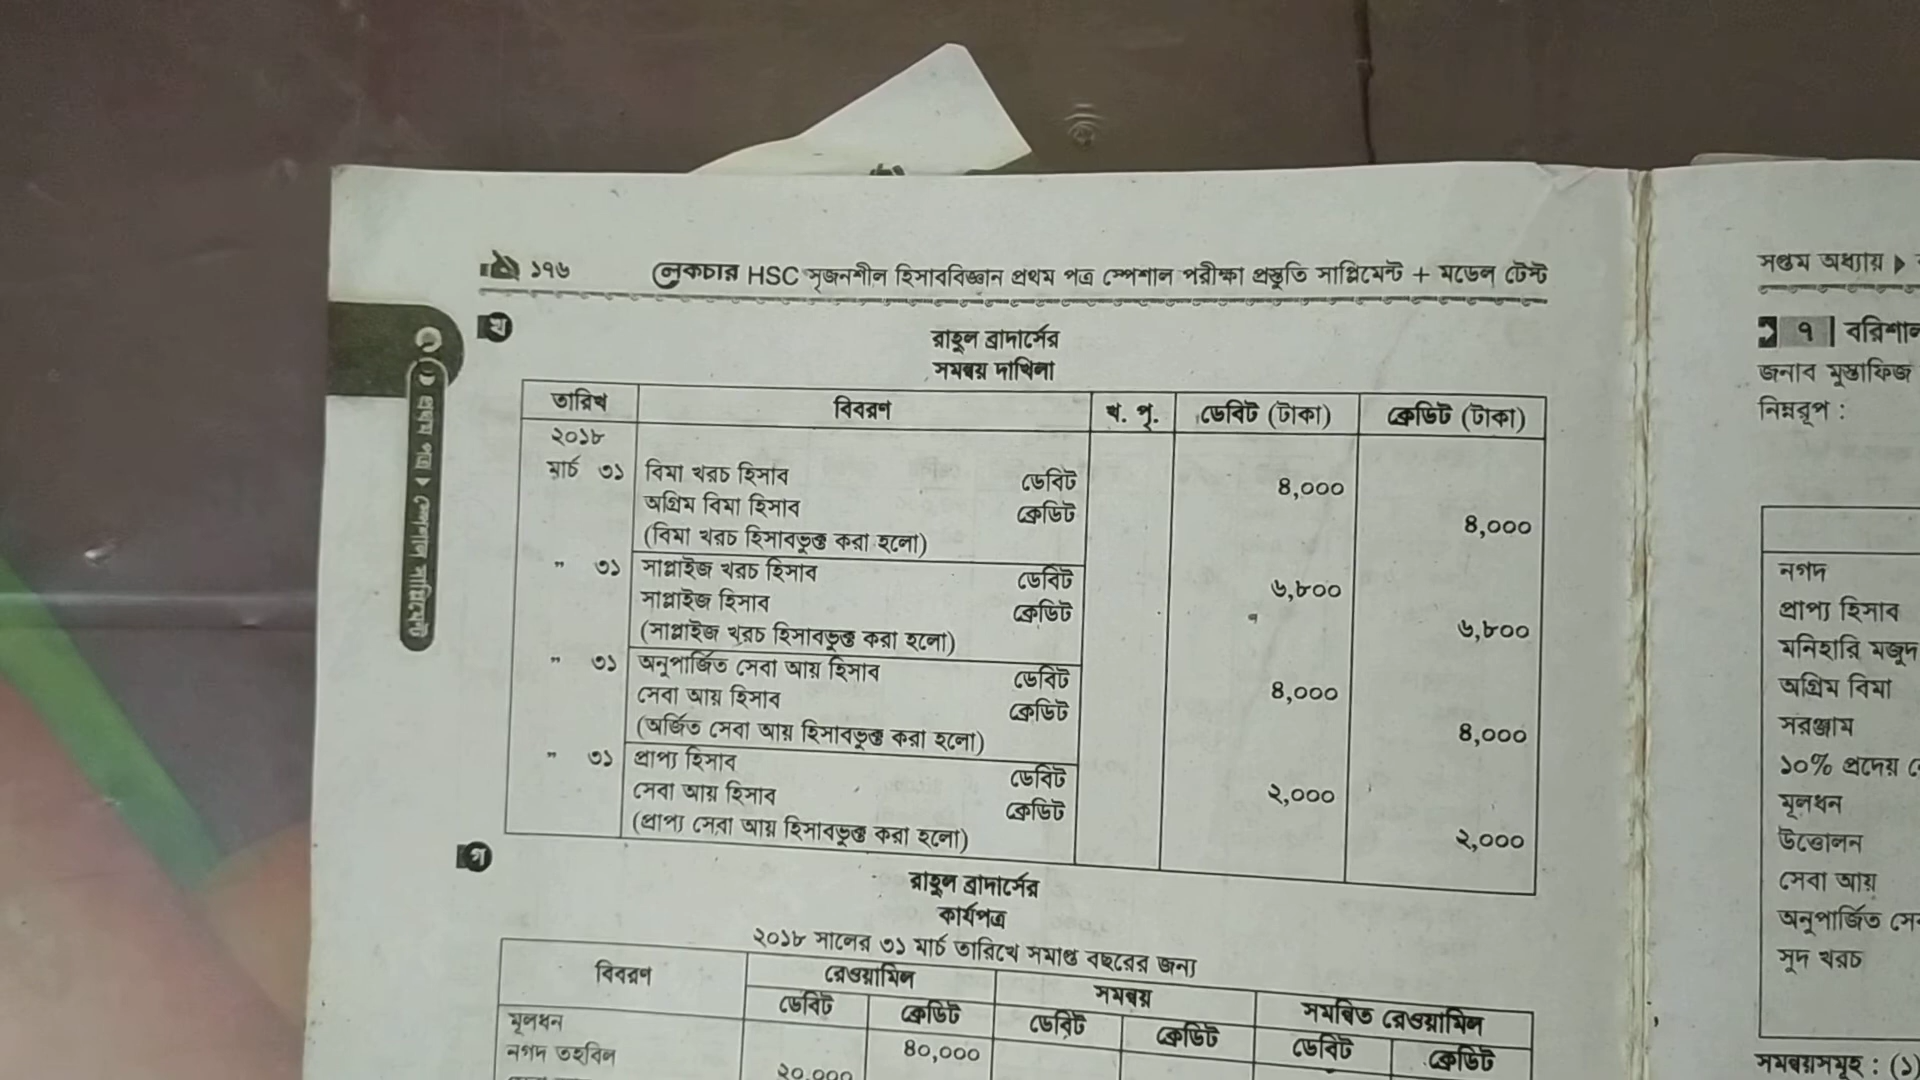 ১৭৬ লেকচার HSC সৃজনশীল হিসাববিজ্ঞান প্রথম পত্র স্পেশাল পরীক্ষা প্রস্তুতি সাপ্লিমেন্ট + মডেল টেস্ট
প্রথম পত্র স্পেশাল সাপ্লিমেন্ট
খ
রাহুল ব্রাদার্সের
সমন্বয় দাখিলা
তারিখ বিবরণ খ. পৃ. ডেবিট (টাকা) ক্রেডিট (টাকা)
২০১৮
মার্চ ৩১ বিমা খরচ হিসাব ডেবিট ৪,০০০
অগ্রিম বিমা হিসাব ক্রেডিট ৪,০০০
(বিমা খরচ হিসাবভুক্ত করা হলো)
" ৩১ সাপ্লাইজ খরচ হিসাব ডেবিট ৬,৮০০
সাপ্লাইজ হিসাব ক্রেডিট ৬,৮০০
(সাপ্লাইজ খরচ হিসাবভুক্ত করা হলো)
" ৩১ অনুপার্জিত সেবা আয় হিসাব ডেবিট ৪,০০০
সেবা আয় হিসাব ক্রেডিট ৪,০০০
(অর্জিত সেবা আয় হিসাবভুক্ত করা হলো)
" ৩১ প্রাপ্য হিসাব ডেবিট ২,০০০
সেবা আয় হিসাব ক্রেডিট ২,০০০
(প্রাপ্য সেবা আয় হিসাবভুক্ত করা হলো)
গ
রাহুল ব্রাদার্সের
কার্যপত্র
২০১৮ সালের ৩১ মার্চ তারিখে সমাপ্ত বছরের জন্য
বিবরণ রেওয়ামিল সমন্বয় সমন্বিত রেওয়ামিল
ডেবিট ক্রেডিট ডেবিট ক্রেডিট ডেবিট ক্রেডিট
মূলধন ৪০,০০০
নগদ তহবিল ২০,০০০
সপ্তম অধ্যায়
৭ বরিশাল
জনাব মুস্তাফিজ
নিম্নরূপ :
নগদ
প্রাপ্য হিসাব
মনিহারি মজুদ
অগ্রিম বিমা
সরঞ্জাম
১০% প্রদেয়
মূলধন
উত্তোলন
সেবা আয়
অনুপার্জিত
সুদ খরচ
সমন্বয়সমূহ : (১)